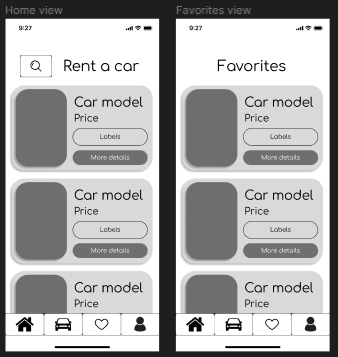 Home view
9:27
Rent a car
Car model
Price
Labels
More details
Car model
Price
Labels
More details
Car model
Price
Favorites view
9:27
Favorites
Car model
Price
Labels
More details
Car model
Price
Labels
More details
Car model
Price